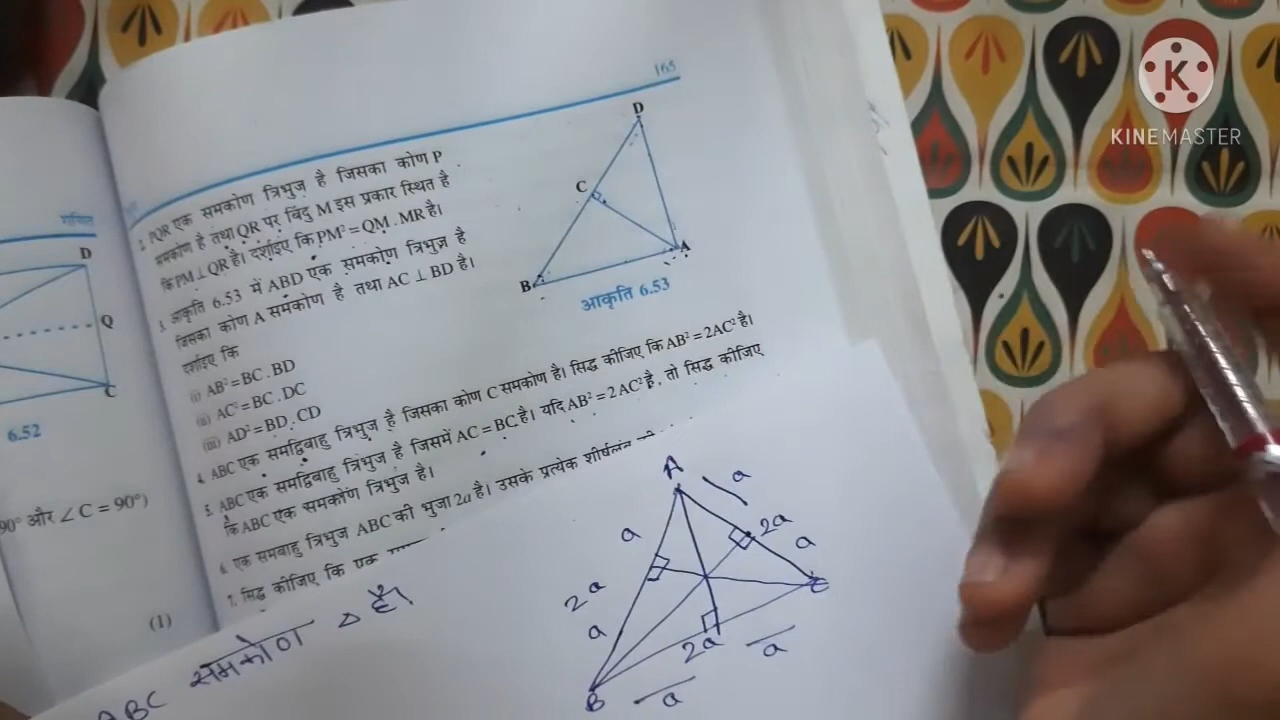 165
2. PQR एक समकोण त्रिभुज है जिसका कोण P
समकोण है तथा QR पर बिंदु M इस प्रकार स्थित है
कि PM ⊥ QR है। दर्शाइए कि PM² = QM . MR है।
3. आकृति 6.53 में ABD एक समकोण त्रिभुज है
जिसका कोण A समकोण है तथा AC ⊥ BD है।
दर्शाइए कि
(i) AB² = BC . BD
(ii) AC² = BC . DC
(iii) AD² = BD . CD
D
C
A
B
आकृति 6.53
4. ABC एक समद्विबाहु त्रिभुज है जिसका कोण C समकोण है। सिद्ध कीजिए कि AB² = 2AC² है।
5. ABC एक समद्विबाहु त्रिभुज है जिसमें AC = BC है। यदि AB² = 2AC² है, तो सिद्ध कीजिए
कि ABC एक समकोण त्रिभुज है।
6. एक समबाहु त्रिभुज ABC की भुजा 2a है। उसके प्रत्येक शीर्षलंब
7. सिद्ध कीजिए कि एक
गणित
D
Q
C
6.52
90° और ∠ C = 90°)
(1)
ABC समकोण △ है।
A
a
a
2a
a
2a
a
C
2a
a
B
a
KINEMASTER